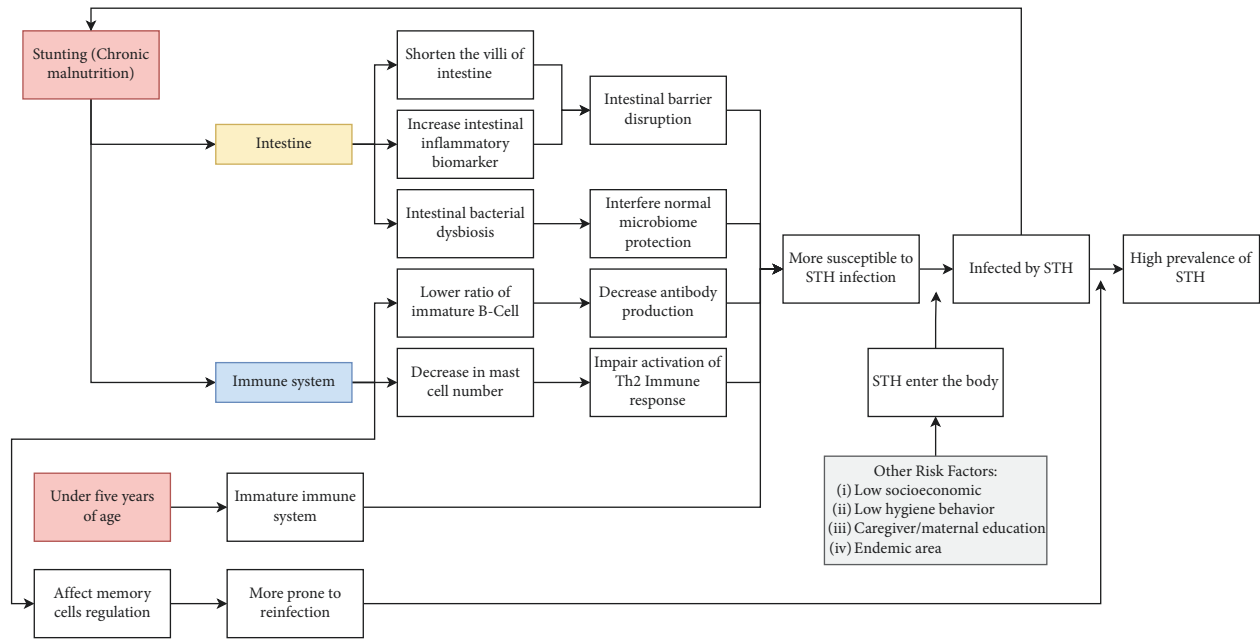 Stunting (Chronic
malnutrition)
Shorten the villi of
intestine
Intestinal barrier
disruption
Intestine
Increase intestinal
inflammatory
biomarker
Intestinal bacterial
dysbiosis
Interfere normal
microbiome
protection
More susceptible to
STH infection
Infected by STH
High prevalence of
STH
Lower ratio of
immature B-Cell
Decrease antibody
production
Immune system
Decrease in mast
cell number
Impair activation of
Th2 Immune
response
STH enter the body
Other Risk Factors:
(i) Low socioeconomic
(ii) Low hygiene behavior
(iii) Caregiver/maternal education
(iv) Endemic area
Under five years
of age
Immature immune
system
Affect memory
cells regulation
More prone to
reinfection